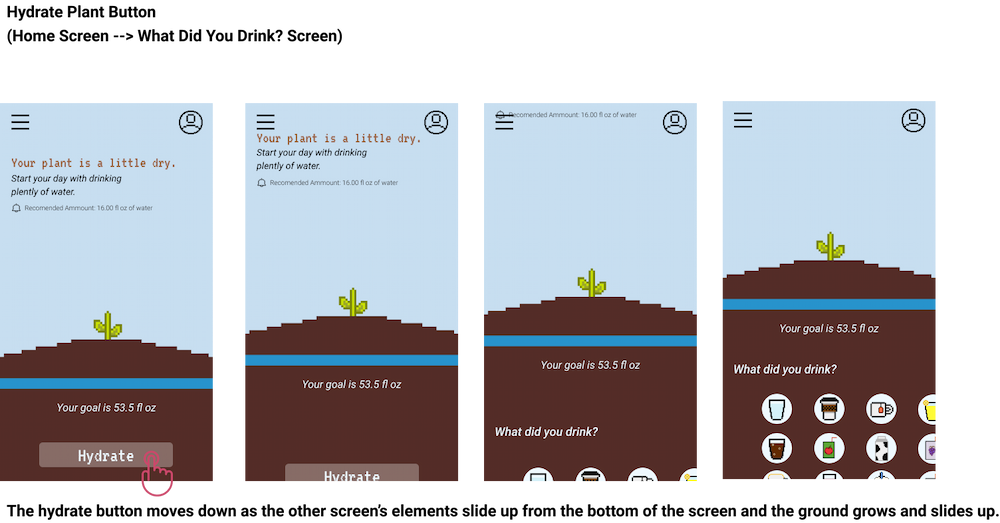 Hydrate Plant Button
(Home Screen --> What Did You Drink? Screen)
Your plant is a little dry.
Start your day with drinking
plently of water.
Recomended Ammount: 16.00 fl oz of water
Your goal is 53.5 fl oz
Hydrate
Your plant is a little dry.
Start your day with drinking
plently of water.
Recomended Ammount: 16.00 fl oz of water
Your goal is 53.5 fl oz
Hydrate
Recomended Ammount: 16.00 fl oz of water
Your goal is 53.5 fl oz
What did you drink?
Your goal is 53.5 fl oz
What did you drink?
The hydrate button moves down as the other screen’s elements slide up from the bottom of the screen and the ground grows and slides up.